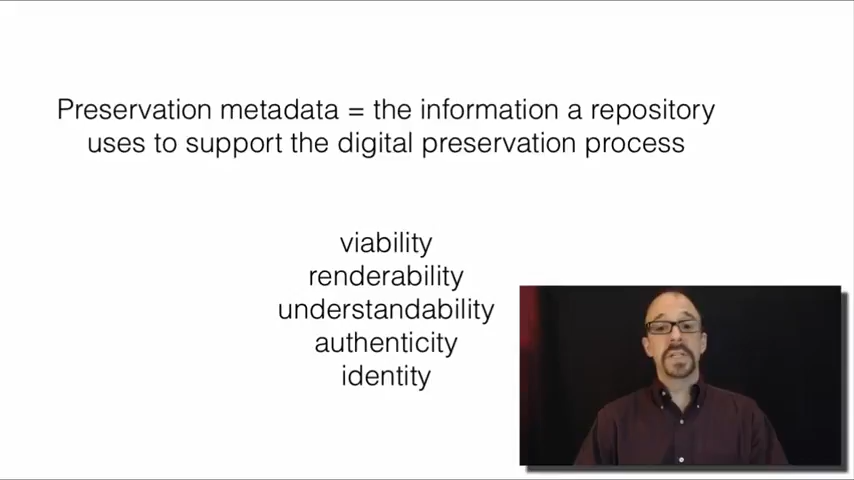 Preservation metadata = the information a repository
uses to support the digital preservation process
viability
renderability
understandability
authenticity
identity